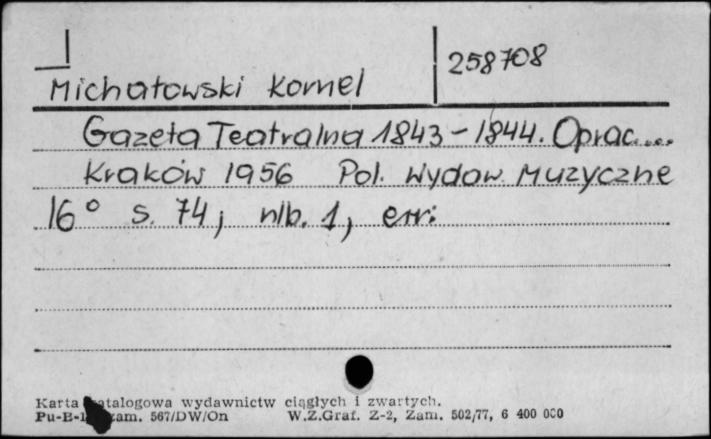 258708
Michałowski Kornel
Gazeta Teatralna 1843-1844. Oprac....
Kraków 1956 Pol. Wydaw. Muzyczne
16° s. 74, nlb. 1, err.
Karta katalogowa wydawnictw ciągłych i zwartych.
Pu-B-1 zam. 567/DW/On W.Z.Graf. Z-2, Zam. 502/77, 6 400 000